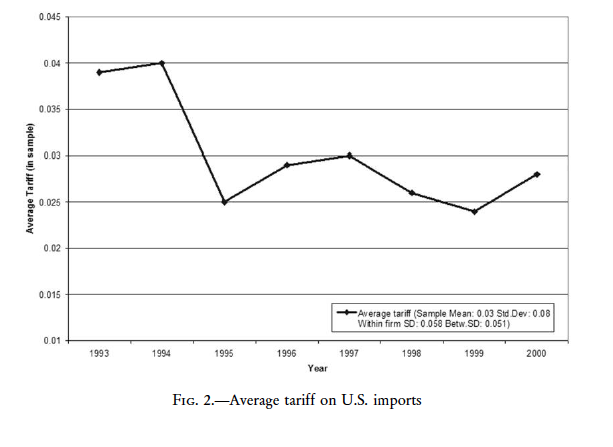 0.045
0.04
0.035
0.03
0.025
0.02
0.015
0.01
Average Tariff (in sample)
Average tariff (Sample Mean: 0.03 Std.Dev: 0.08
Within firm SD: 0.058 Betw.SD: 0.051)
1993 1994 1995 1996 1997 1998 1999 2000
Year
FIG. 2.—Average tariff on U.S. imports